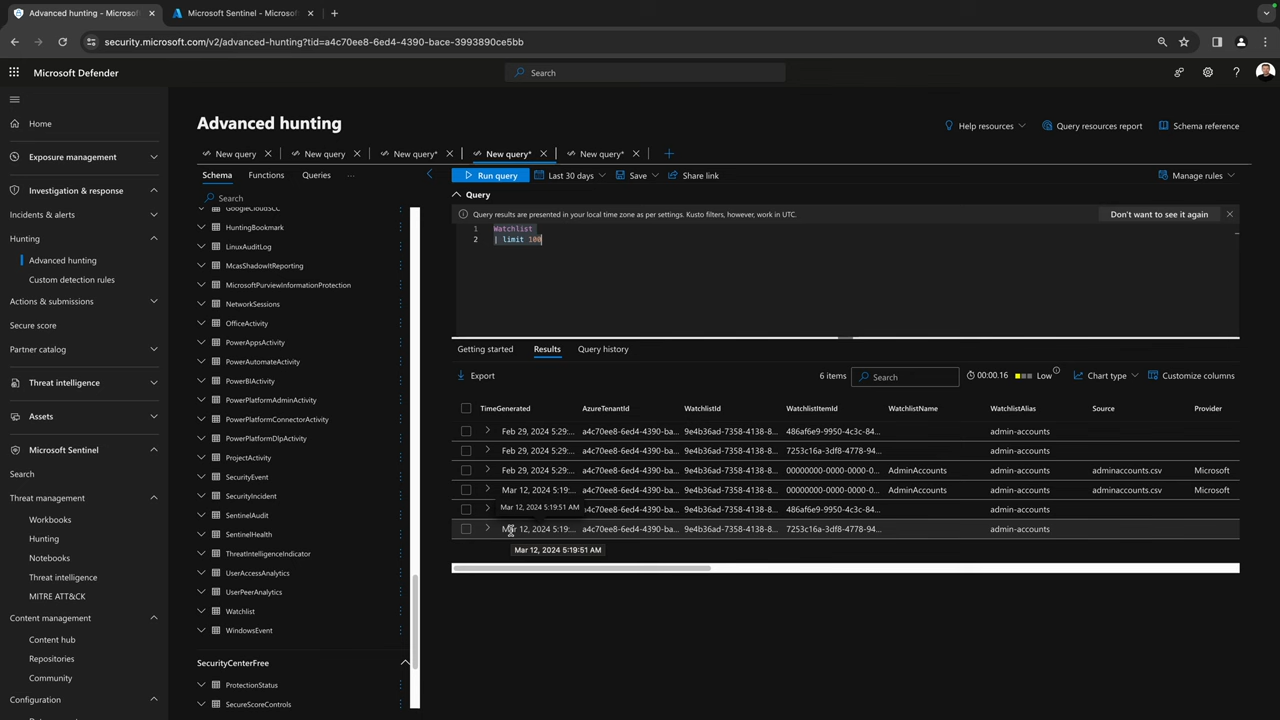 Advanced hunting - Microsof
Microsoft Sentinel - Microsof
security.microsoft.com/v2/advanced-hunting?tid=a4c70ee8-6ed4-4390-bace-3993890ce5bb
Microsoft Defender
Search
Home
Exposure management
Investigation & response
Incidents & alerts
Hunting
Advanced hunting
Custom detection rules
Actions & submissions
Secure score
Partner catalog
Threat intelligence
Assets
Microsoft Sentinel
Search
Threat management
Workbooks
Hunting
Notebooks
Threat intelligence
MITRE ATT&CK
Content management
Content hub
Repositories
Community
Configuration
Advanced hunting
Help resources
Query resources report
Schema reference
New query
New query
New query*
New query*
New query*
Schema
Functions
Queries
...
Search
GoogleCloudSCC
HuntingBookmark
LinuxAuditLog
McasShadowItReporting
MicrosoftPurviewInformationProtection
NetworkSessions
OfficeActivity
PowerAppsActivity
PowerAutomateActivity
PowerBIActivity
PowerPlatformAdminActivity
PowerPlatformConnectorActivity
PowerPlatformDlpActivity
ProjectActivity
SecurityEvent
SecurityIncident
SentinelAudit
SentinelHealth
ThreatIntelligenceIndicator
UserAccessAnalytics
UserPeerAnalytics
Watchlist
WindowsEvent
SecurityCenterFree
ProtectionStatus
SecureScoreControls
Run query
Last 30 days
Save
Share link
Manage rules
Query
Query results are presented in your local time zone as per settings. Kusto filters, however, work in UTC.
Don't want to see it again
1 Watchlist
2 | limit 100
Getting started
Results
Query history
Export
6 items
Search
00:00.16
Low
Chart type
Customize columns
TimeGenerated AzureTenantId WatchlistId WatchlistItemId WatchlistName WatchlistAlias Source Provider
Feb 29, 2024 5:29:... a4c70ee8-6ed4-4390-ba... 9e4b36ad-7358-4138-8... 486af6e9-9950-4c3c-84... admin-accounts
Feb 29, 2024 5:29:... a4c70ee8-6ed4-4390-ba... 9e4b36ad-7358-4138-8... 7253c16a-3df8-4778-94... admin-accounts
Feb 29, 2024 5:29:... a4c70ee8-6ed4-4390-ba... 9e4b36ad-7358-4138-8... 00000000-0000-0000-0... AdminAccounts admin-accounts adminaccounts.csv Microsoft
Mar 12, 2024 5:19:... a4c70ee8-6ed4-4390-ba... 9e4b36ad-7358-4138-8... 00000000-0000-0000-0... AdminAccounts admin-accounts adminaccounts.csv Microsoft
Mar 12, 2024 5:19:51 AM a4c70ee8-6ed4-4390-ba... 9e4b36ad-7358-4138-8... 486af6e9-9950-4c3c-84... admin-accounts
Mar 12, 2024 5:19:... a4c70ee8-6ed4-4390-ba... 9e4b36ad-7358-4138-8... 7253c16a-3df8-4778-94... admin-accounts
Mar 12, 2024 5:19:51 AM